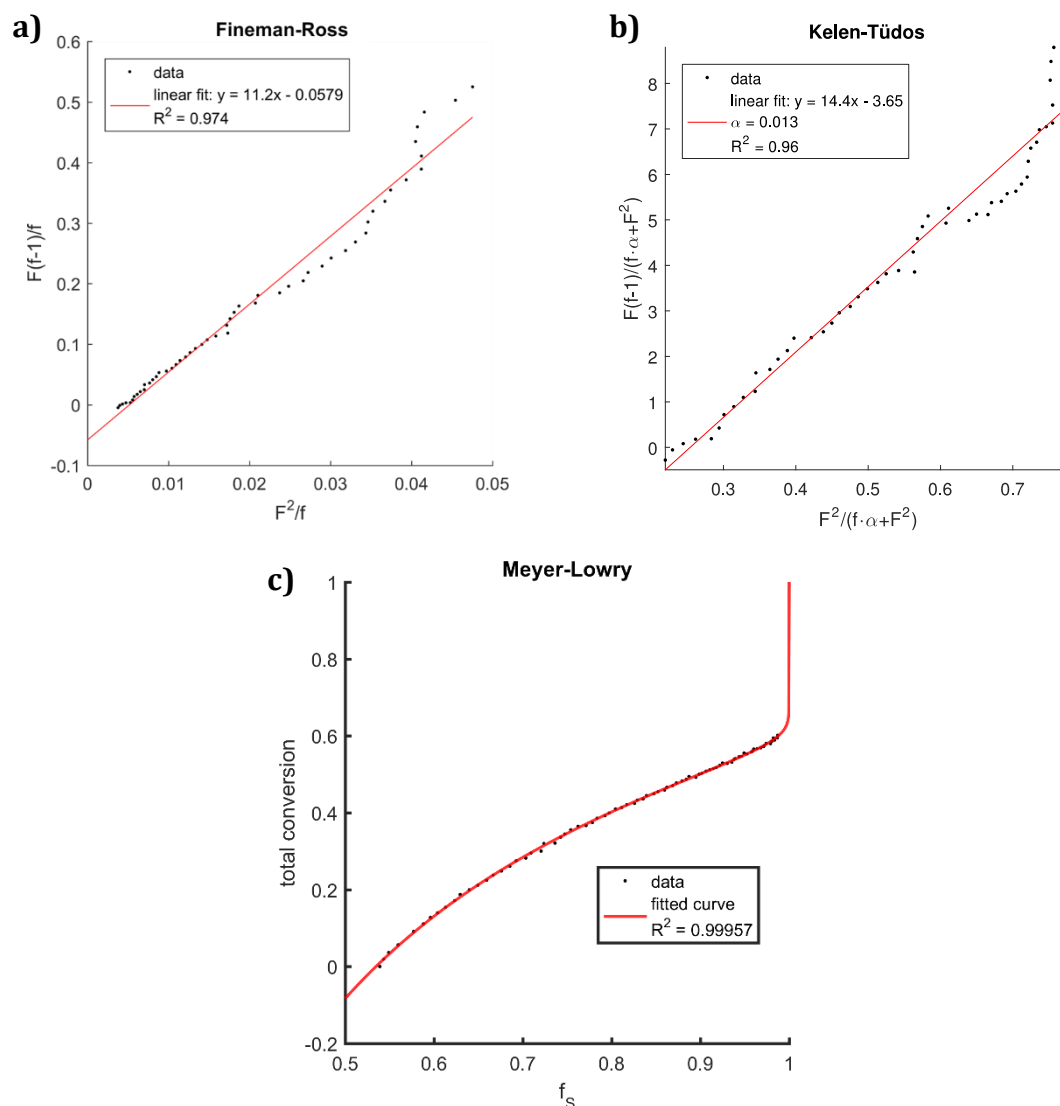 a)
Fineman-Ross
0.6
0.5
0.4
0.3
0.2
0.1
0
-0.1
F(f-1)/f
data
linear fit: y = 11.2x - 0.0579
R² = 0.974
0
0.01
0.02
0.03
0.04
0.05
F²/f
b)
Kelen-Tüdos
8
7
6
5
4
3
2
1
0
F(f-1)/(f·α+F²)
data
linear fit: y = 14.4x - 3.65
α = 0.013
R² = 0.96
0.3
0.4
0.5
0.6
0.7
F²/(f·α+F²)
c)
Meyer-Lowry
1
0.8
0.6
0.4
0.2
0
-0.2
total conversion
data
fitted curve
R² = 0.99957
0.5
0.6
0.7
0.8
0.9
1
fₛ